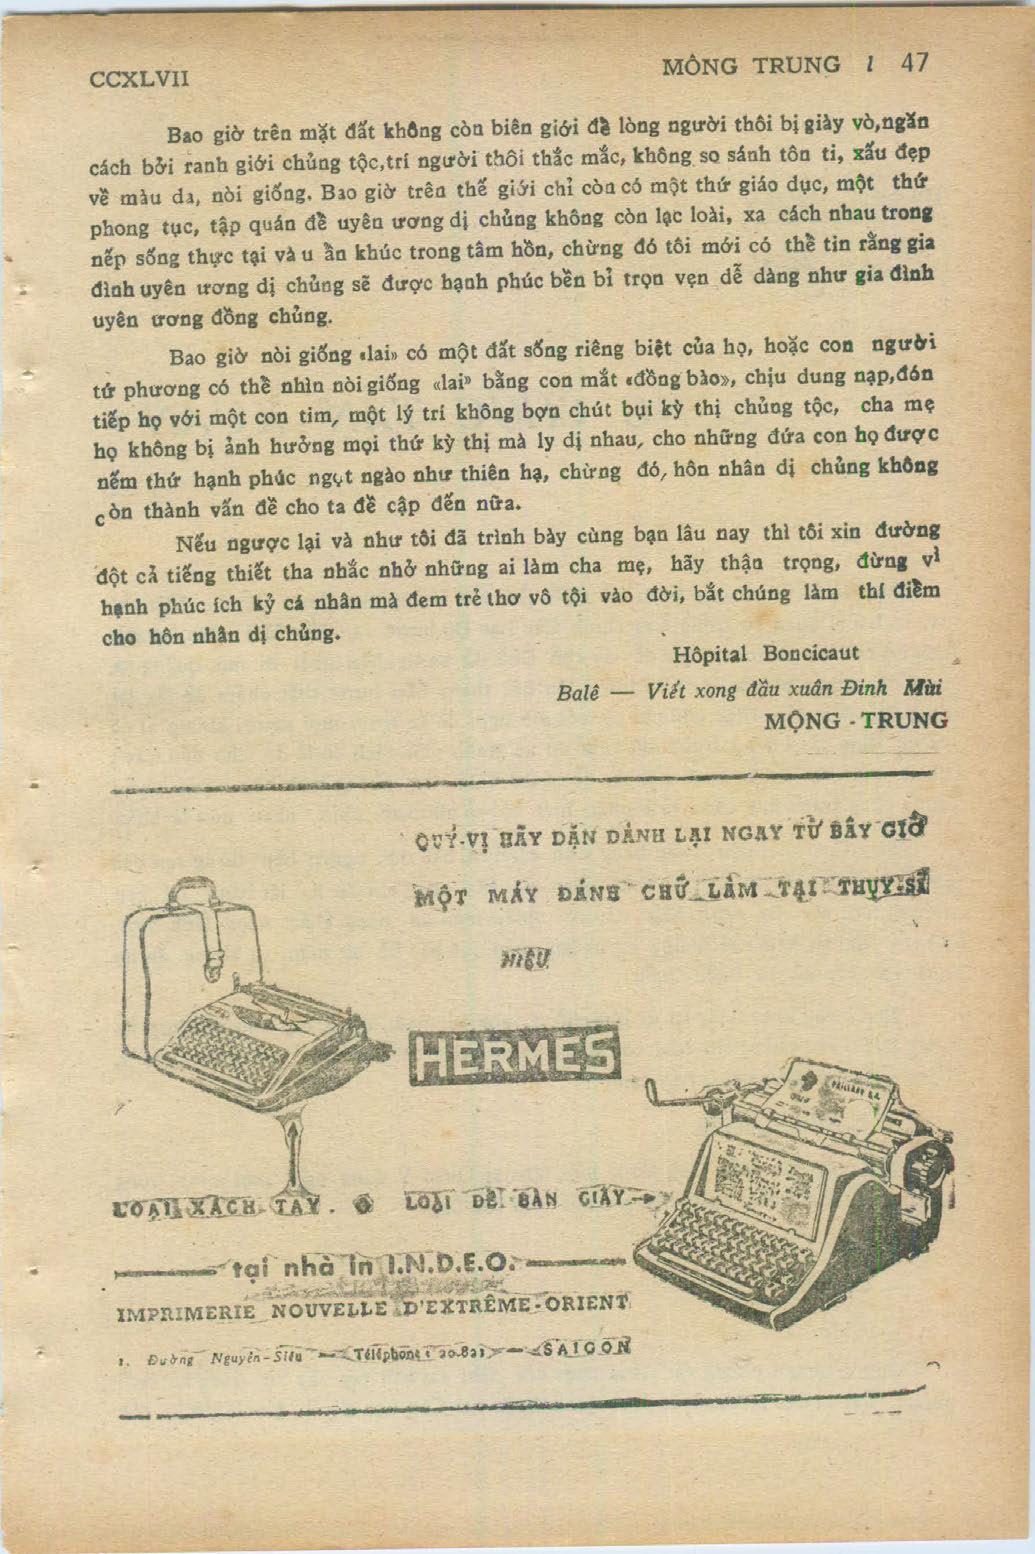 CCXLVII
MÔNG TRUNG l 47
Bao giờ trên mặt đất không còn biên giới để lòng người thôi bị giày vò,ngăn
cách bởi ranh giới chủng tộc,trí người thôi thắc mắc, không so sánh tôn ti, xấu đẹp
về màu da, nòi giống. Bao giờ trên thế giới chỉ còn có một thứ giáo dục, một thứ
phong tục, tập quán để uyên ương dị chủng không còn lạc loài, xa cách nhau trong
nếp sống thực tại và u ẩn khúc trong tâm hồn, chừng đó tôi mới có thể tin rằng gia
đình uyên ương dị chủng sẽ được hạnh phúc bền bỉ trọn vẹn dễ dàng như gia đình
uyên ương đồng chủng.
Bao giờ nòi giống «lai» có một đất sống riêng biệt của họ, hoặc con người
tứ phương có thể nhìn nòi giống «lai» bằng con mắt «đồng bào», chịu dung nạp,đón
tiếp họ với một con tim, một lý trí không bợn chút bụi kỳ thị chủng tộc, cha mẹ
họ không bị ảnh hưởng mọi thứ kỳ thị mà ly dị nhau, cho những đứa con họ được
nếm thứ hạnh phúc ngọt ngào như thiên hạ, chừng đó, hôn nhân dị chủng không
còn thành vấn đề cho ta đề cập đến nữa.
Nếu ngược lại và như tôi đã trình bày cùng bạn lâu nay thì tôi xin đường
đột cả tiếng thiết tha nhắc nhở những ai làm cha mẹ, hãy thận trọng, đừng vì
hạnh phúc ích kỷ cá nhân mà đem trẻ thơ vô tội vào đời, bắt chúng làm thí điểm
cho hôn nhân dị chủng.
Hôpital Boncicaut
Balê — Viết xong đầu xuân Đinh Mùi
MỘNG - TRUNG
QUÝ-VỊ HÃY DẶN DÀNH LẠI NGAY TỪ BÂY GIỜ
MỘT MÁY ĐÁNH CHỮ LÀM TẠI THỤY-SĨ
HIỆU
HERMES
LOẠI XÁCH TAY. LOẠI ĐỂ BÀN GIẤY
tại nhà in I.N.D.E.O.
IMPRIMERIE NOUVELLE D'EXTRÊME-ORIENT
1. Đường Nguyên-Siêu — Téléphone : 20.821 — SAIGON